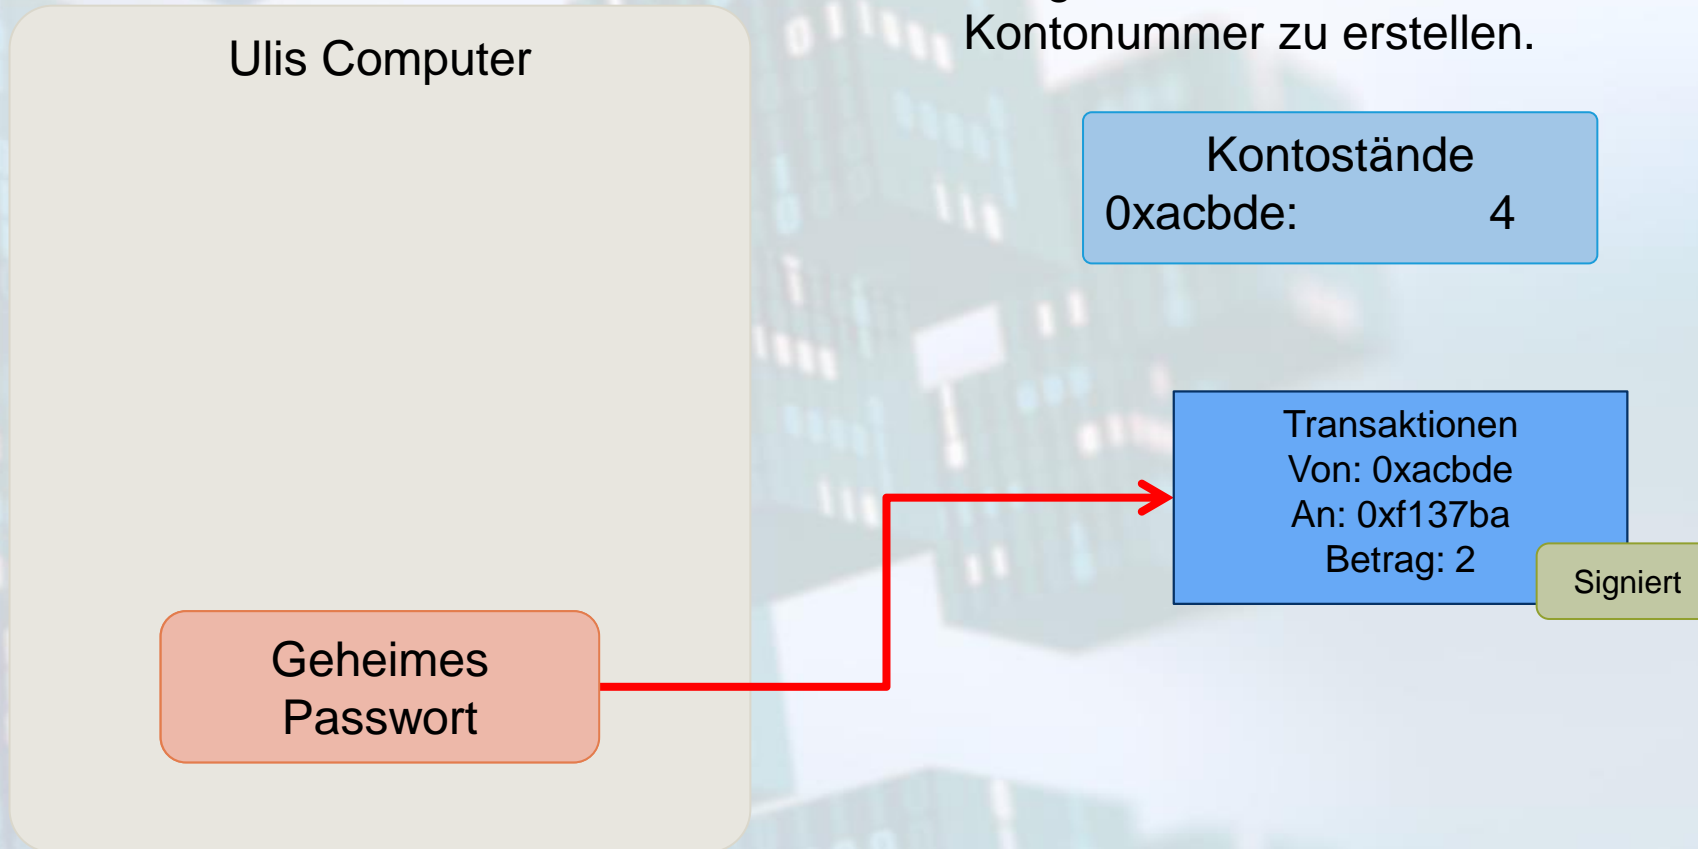 Kontonummer zu erstellen.
Ulis Computer
Kontostände
0xacbde: 4
Transaktionen
Von: 0xacbde
An: 0xf137ba
Betrag: 2
Signiert
Geheimes
Passwort